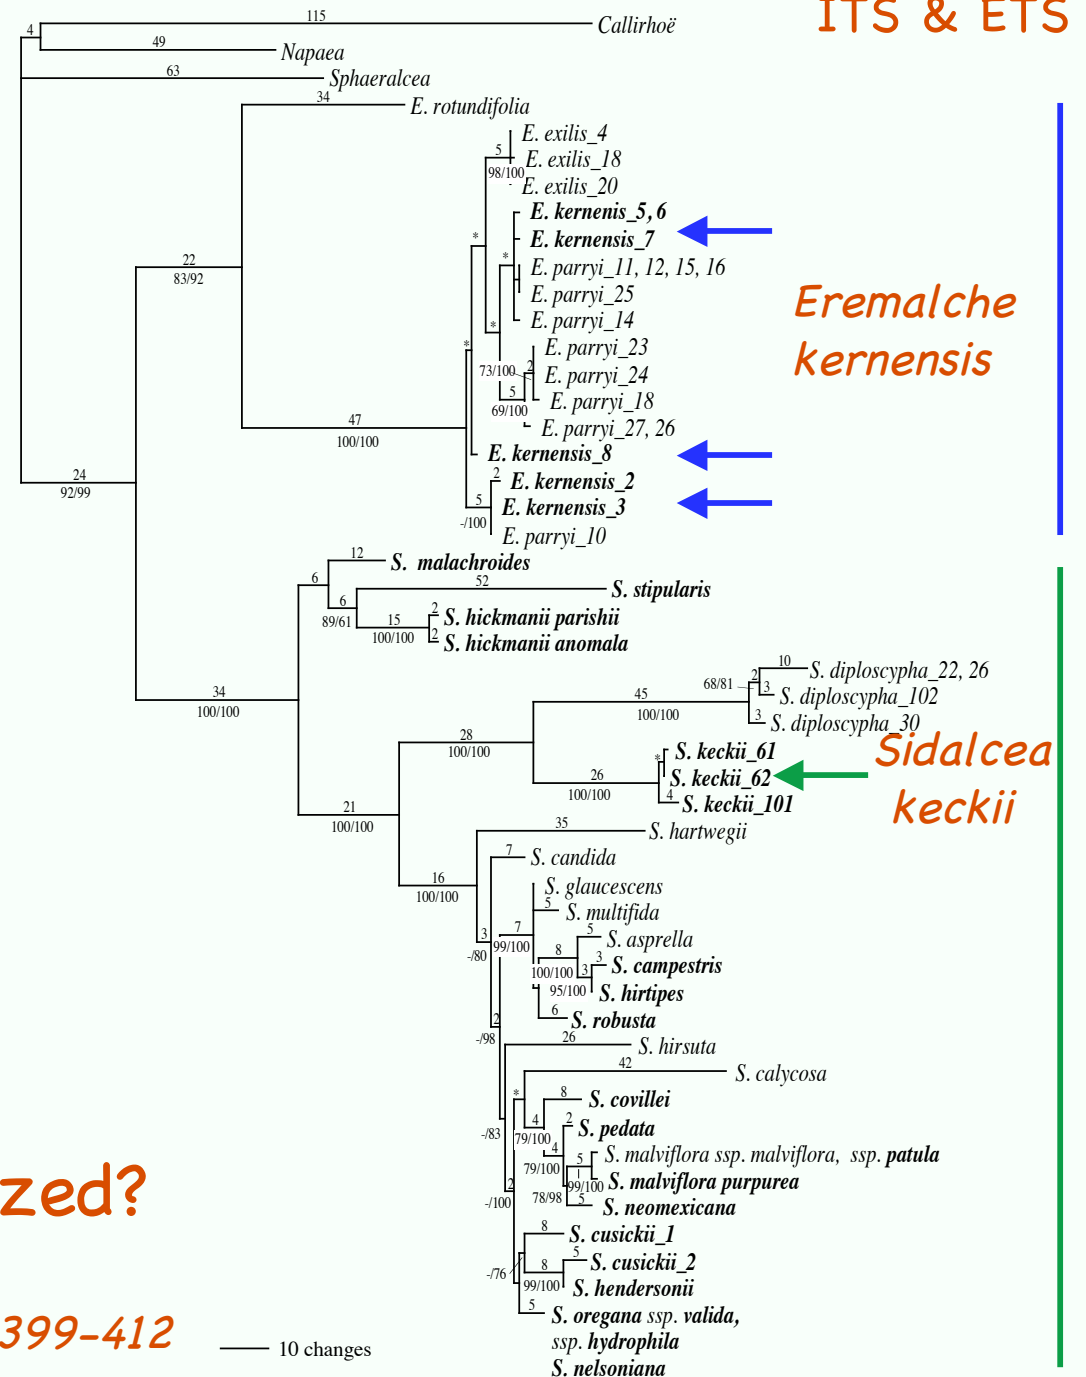 ITS & ETS
115
Callirhoë
4
49
Napaea
63
Sphaeralcea
34
E. rotundifolia
E. exilis_4
5
E. exilis_18
98/100
E. exilis_20
E. kernenis_5, 6
*
E. kernensis_7
*
22
E. parryi_11, 12, 15, 16
83/92
E. parryi_25
Eremalche
kernensis
*
E. parryi_14
*
E. parryi_23
2
73/100
E. parryi_24
5
E. parryi_18
69/100
47
E. parryi_27, 26
100/100
E. kernensis_8
24
2
E. kernensis_2
92/99
5
E. kernensis_3
-/100
E. parryi_10
12
S. malachroides
6
52
S. stipularis
6
2
S. hickmanii parishii
89/61
15
100/100
2
S. hickmanii anomala
10
S. diploscypha_22, 26
2
68/81
3
S. diploscypha_102
34
45
100/100
100/100
3
S. diploscypha_30
28
100/100
*
S. keckii_61
Sidalcea
keckii
26
S. keckii_62
100/100
4
S. keckii_101
21
100/100
35
S. hartwegii
7
S. candida
16
S. glaucescens
100/100
5
S. multifida
3
7
5
S. asprella
-/80
99/100
8
3
S. campestris
100/100
3
95/100
S. hirtipes
2
6
S. robusta
-/98
26
S. hirsuta
42
S. calycosa
*
8
S. covillei
4
2
S. pedata
-/83
79/100
4
S. malviflora ssp. malviflora, ssp. patula
79/100
5
99/100
S. malviflora purpurea
2
78/98
5
S. neomexicana
-/100
zed?
8
S. cusickii_1
5
S. cusickii_2
-/76
8
99/100
S. hendersonii
5
S. oregana ssp. valida,
399-412
ssp. hydrophila
10 changes
S. nelsoniana